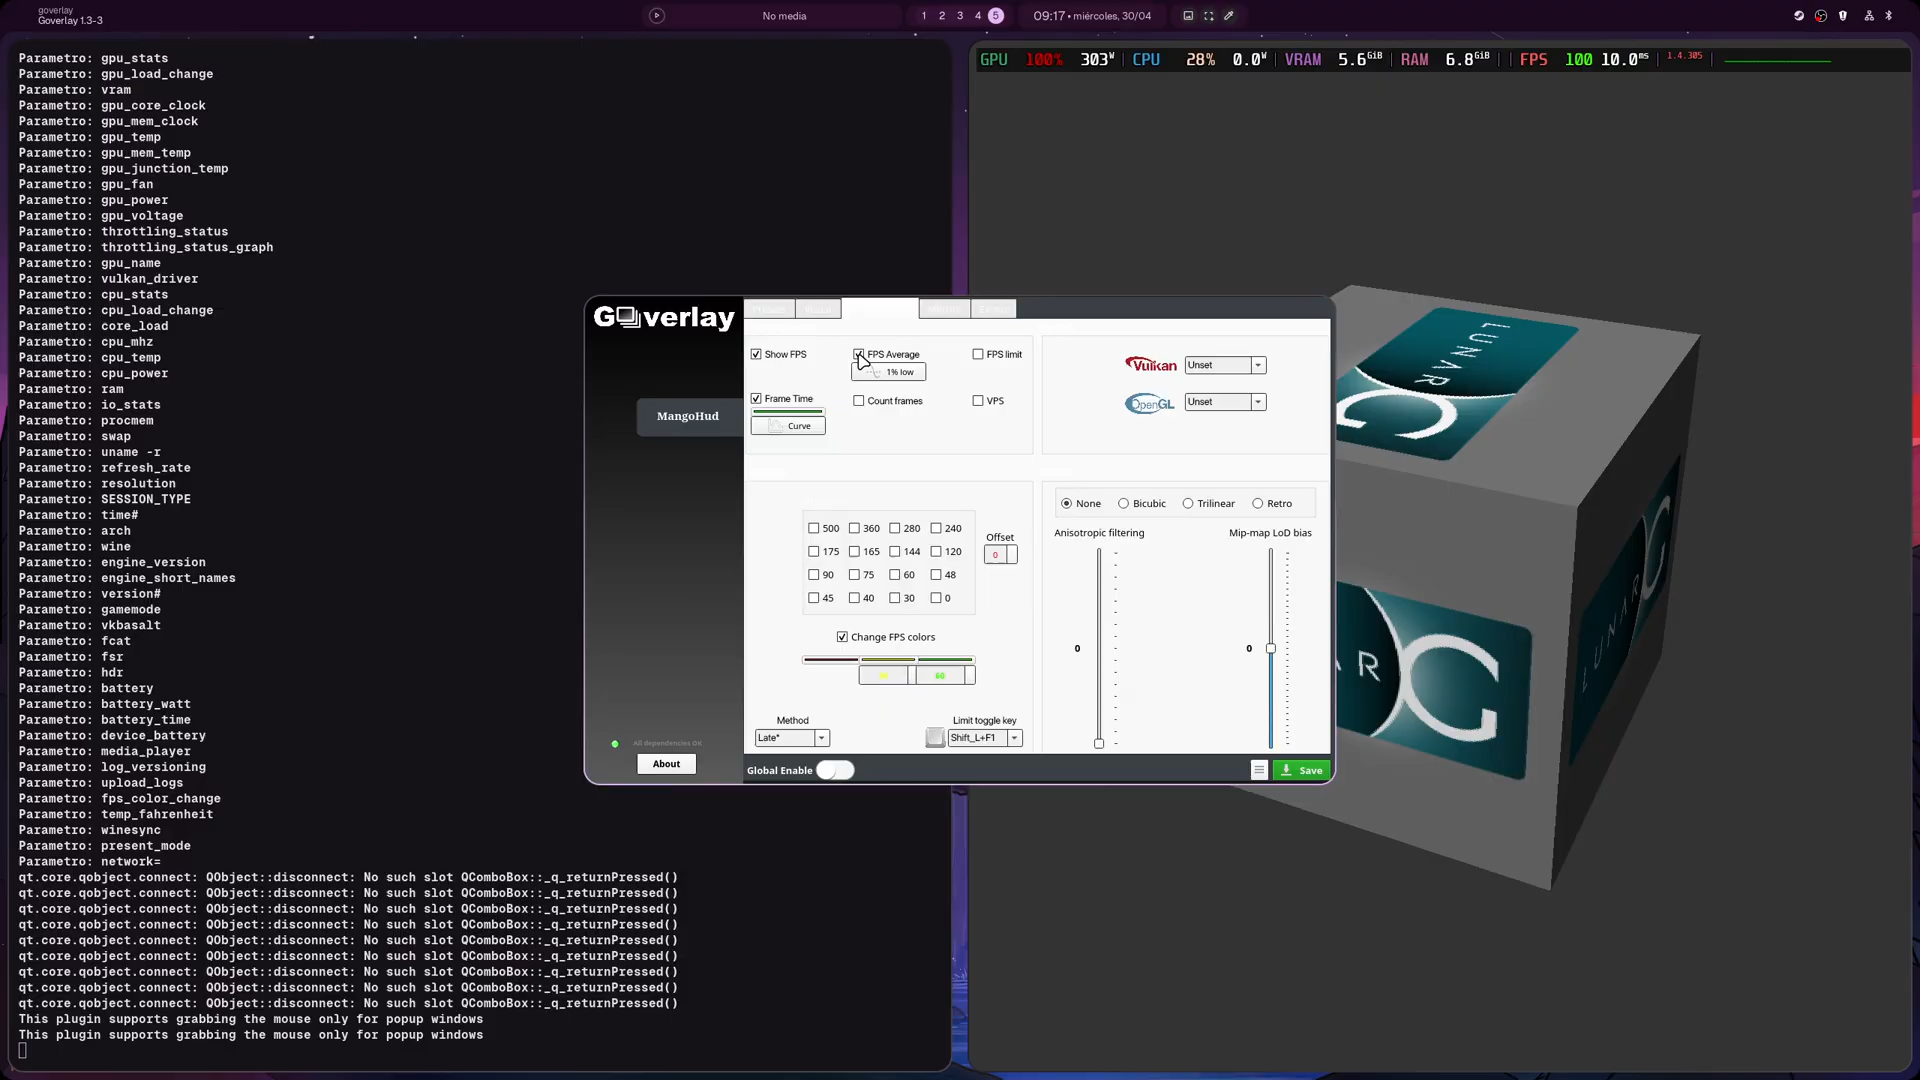 goverlay
Goverlay 1.3-3
No media
1 2 3 4 5
09:17 • miércoles, 30/04
Parametro: gpu_stats
Parametro: gpu_load_change
Parametro: vram
Parametro: gpu_core_clock
Parametro: gpu_mem_clock
Parametro: gpu_temp
Parametro: gpu_mem_temp
Parametro: gpu_junction_temp
Parametro: gpu_fan
Parametro: gpu_power
Parametro: gpu_voltage
Parametro: throttling_status
Parametro: throttling_status_graph
Parametro: gpu_name
Parametro: vulkan_driver
Parametro: cpu_stats
Parametro: cpu_load_change
Parametro: core_load
Parametro: cpu_mhz
Parametro: cpu_temp
Parametro: cpu_power
Parametro: ram
Parametro: io_stats
Parametro: procmem
Parametro: swap
Parametro: uname -r
Parametro: refresh_rate
Parametro: resolution
Parametro: SESSION_TYPE
Parametro: time#
Parametro: arch
Parametro: wine
Parametro: engine_version
Parametro: engine_short_names
Parametro: version#
Parametro: gamemode
Parametro: vkbasalt
Parametro: fcat
Parametro: fsr
Parametro: hdr
Parametro: battery
Parametro: battery_watt
Parametro: battery_time
Parametro: device_battery
Parametro: media_player
Parametro: log_versioning
Parametro: upload_logs
Parametro: fps_color_change
Parametro: temp_fahrenheit
Parametro: winesync
Parametro: present_mode
Parametro: network=
qt.core.qobject.connect: QObject::disconnect: No such slot QComboBox::_q_returnPressed()
qt.core.qobject.connect: QObject::disconnect: No such slot QComboBox::_q_returnPressed()
qt.core.qobject.connect: QObject::disconnect: No such slot QComboBox::_q_returnPressed()
qt.core.qobject.connect: QObject::disconnect: No such slot QComboBox::_q_returnPressed()
qt.core.qobject.connect: QObject::disconnect: No such slot QComboBox::_q_returnPressed()
qt.core.qobject.connect: QObject::disconnect: No such slot QComboBox::_q_returnPressed()
qt.core.qobject.connect: QObject::disconnect: No such slot QComboBox::_q_returnPressed()
qt.core.qobject.connect: QObject::disconnect: No such slot QComboBox::_q_returnPressed()
qt.core.qobject.connect: QObject::disconnect: No such slot QComboBox::_q_returnPressed()
This plugin supports grabbing the mouse only for popup windows
This plugin supports grabbing the mouse only for popup windows
GPU 100% 303W CPU 28% 0.0W VRAM 5.6GiB RAM 6.8GiB FPS 100 10.0ms 1.4.305
Goverlay
MangoHud
All dependencies OK
About
Show FPS FPS Average FPS limit
1% low
Frame Time Count frames VPS
Curve
Vulkan Unset
OpenGL Unset
500 360 280 240
175 165 144 120
90 75 60 48
45 40 30 0
Offset
0
Change FPS colors
60
Method
Late*
Limit toggle key
Shift_L+F1
None Bicubic Trilinear Retro
Anisotropic filtering Mip-map LoD bias
0 0
Global Enable
Save
LUNAR
G